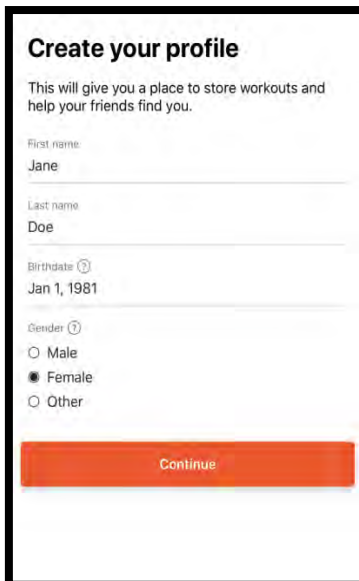 Create your profile
This will give you a place to store workouts and
help your friends find you.
First name
Jane
Last name
Doe
Birthdate ?
Jan 1, 1981
Gender ?
Male
Female
Other
Continue